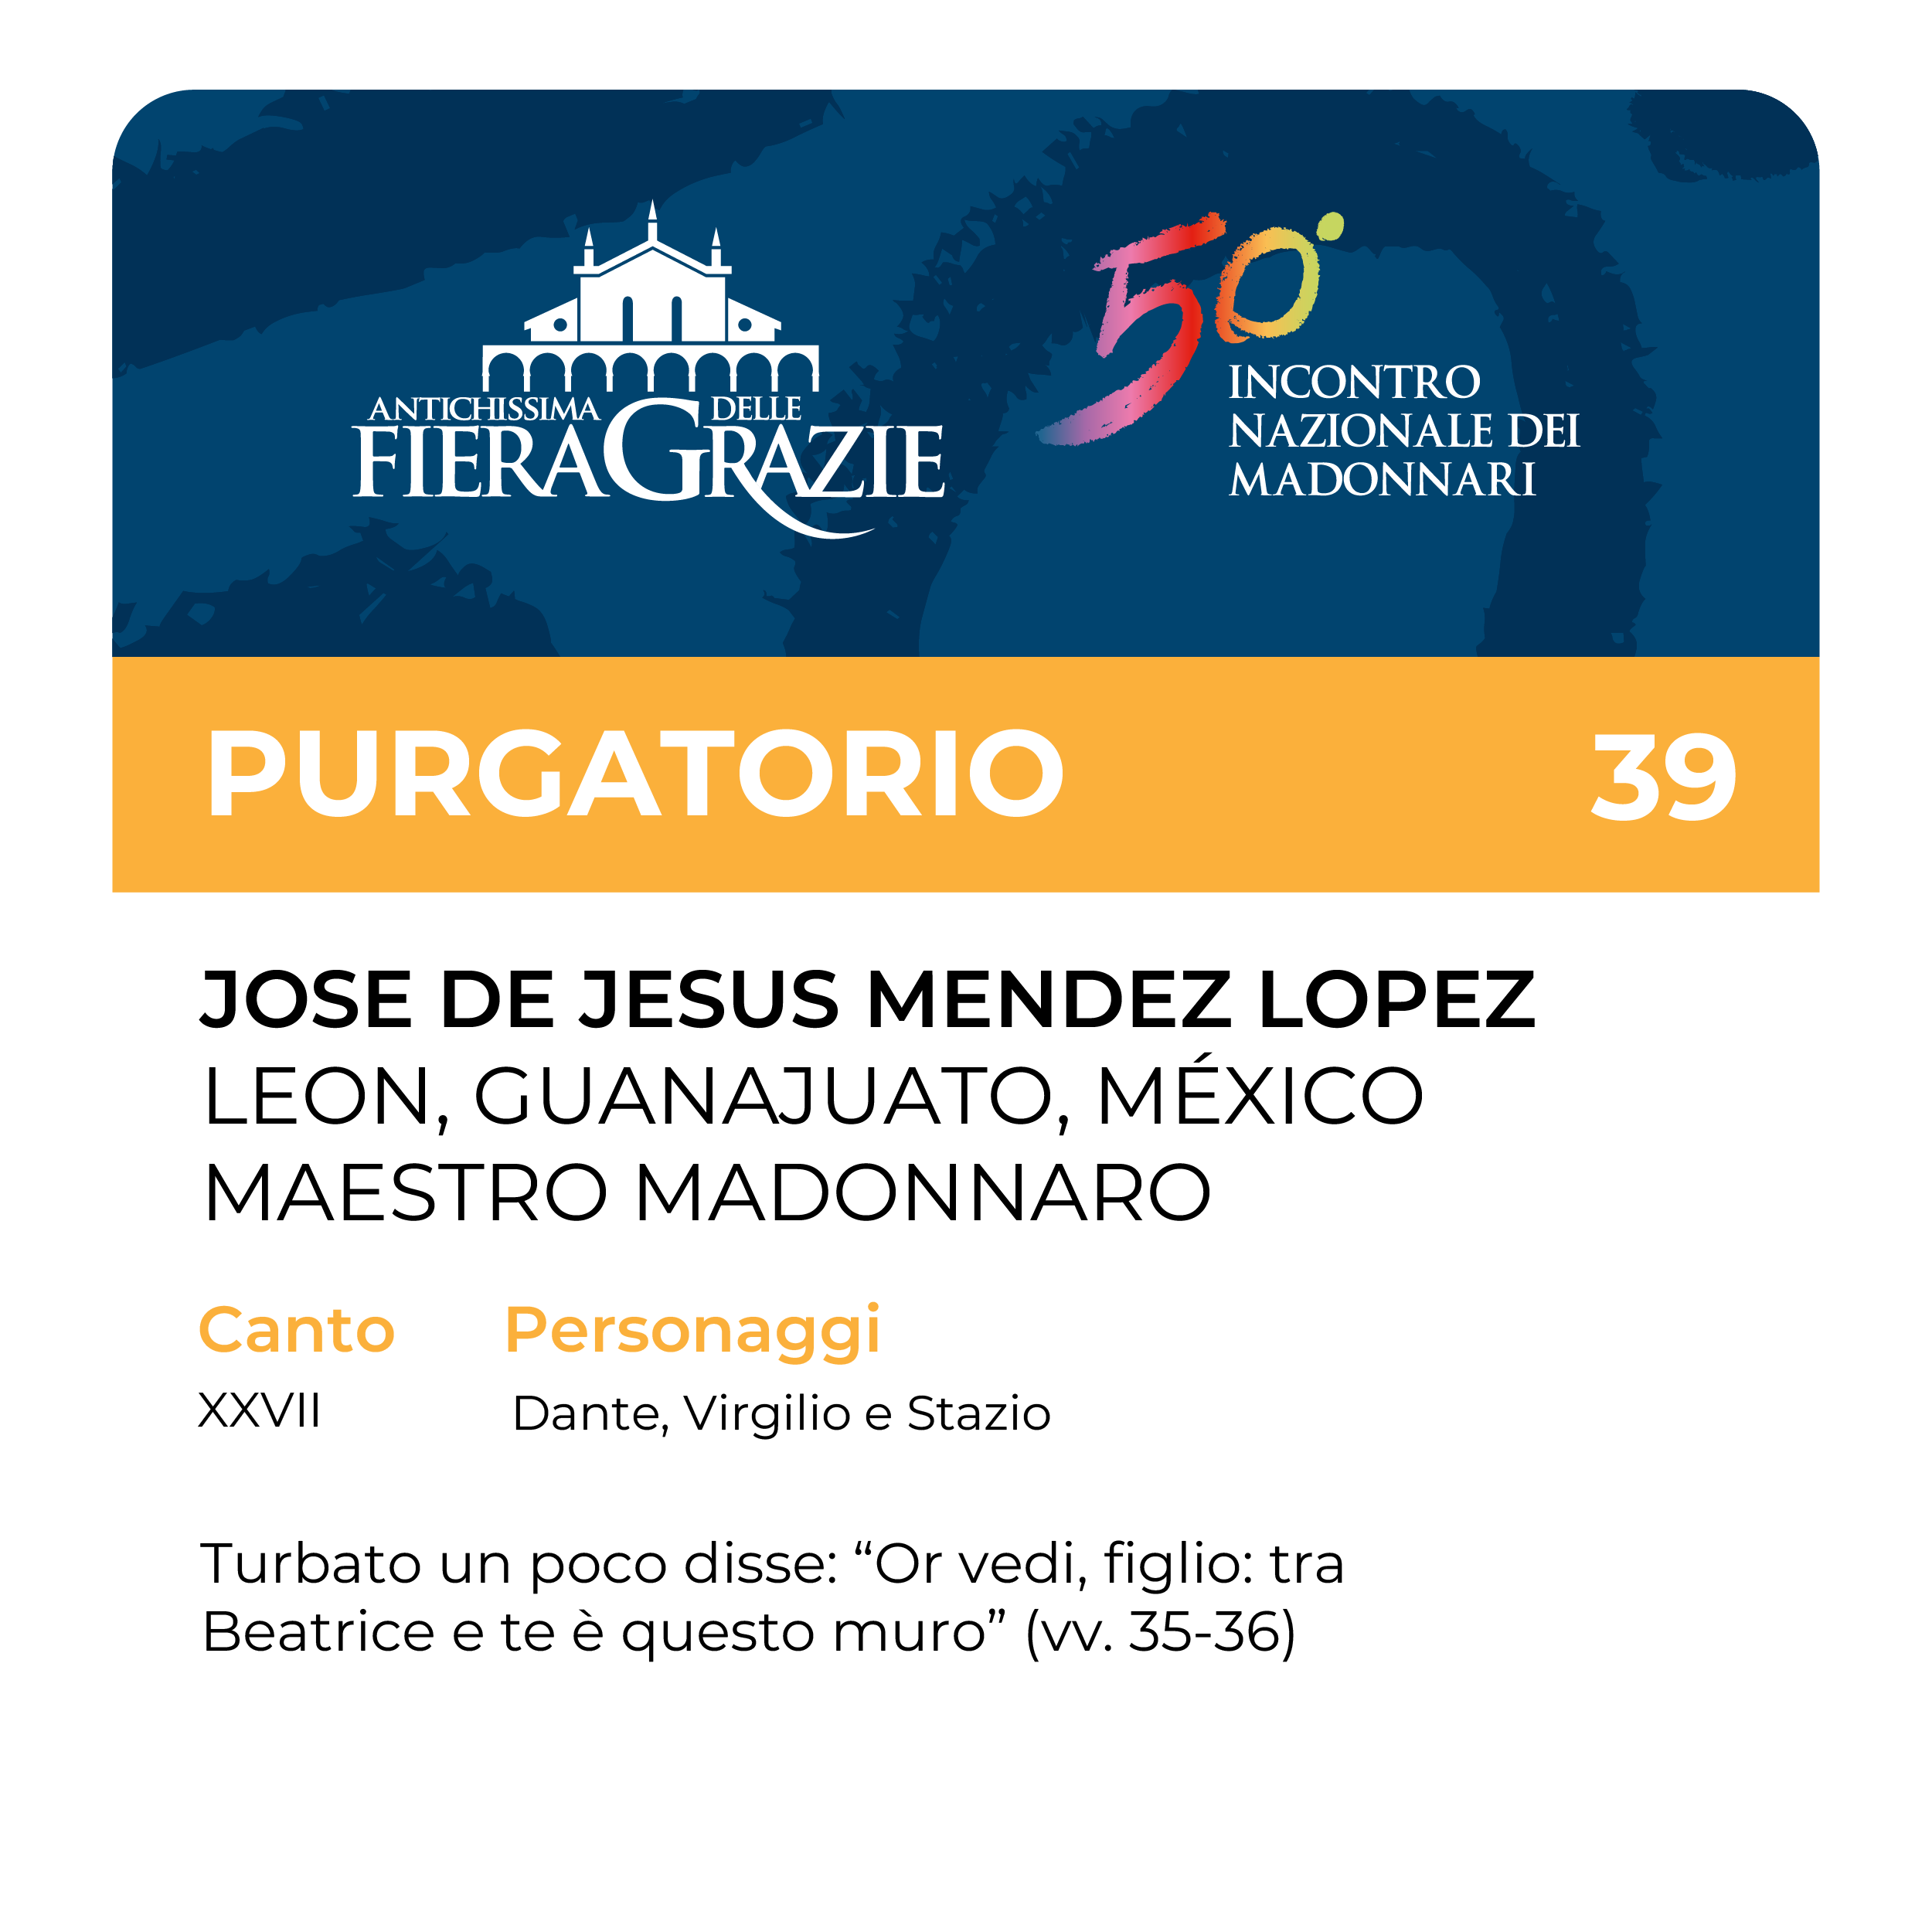 ANTICHISSIMA DELLE
FIERAGRAZIE
50°
INCONTRO
NAZIONALE DEI
MADONNARI
PURGATORIO 39
JOSE DE JESUS MENDEZ LOPEZ
LEON, GUANAJUATO, MÉXICO
MAESTRO MADONNARO
Canto Personaggi
XXVII Dante, Virgilio e Stazio
Turbato un poco disse: “Or vedi, figlio: tra
Beatrice e te è questo muro” (vv. 35-36)